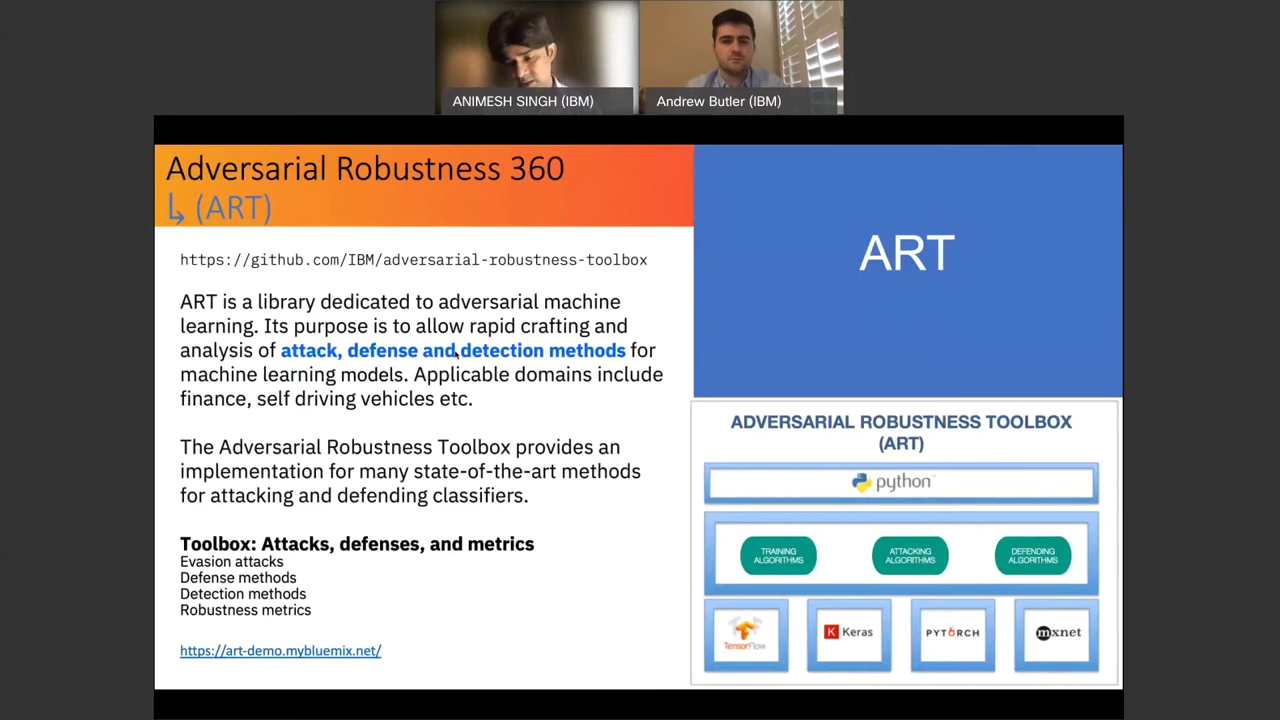 ANIMESH SINGH (IBM)
Andrew Butler (IBM)
Adversarial Robustness 360
↳ (ART)
https://github.com/IBM/adversarial-robustness-toolbox
ART is a library dedicated to adversarial machine
learning. Its purpose is to allow rapid crafting and
analysis of attack, defense and detection methods for
machine learning models. Applicable domains include
finance, self driving vehicles etc.
The Adversarial Robustness Toolbox provides an
implementation for many state-of-the-art methods
for attacking and defending classifiers.
Toolbox: Attacks, defenses, and metrics
Evasion attacks
Defense methods
Detection methods
Robustness metrics
https://art-demo.mybluemix.net/
ART
ADVERSARIAL ROBUSTNESS TOOLBOX
(ART)
python™
TRAINING
ALGORITHMS
ATTACKING
ALGORITHMS
DEFENDING
ALGORITHMS
TensorFlow
K Keras
PYTORCH
mxnet